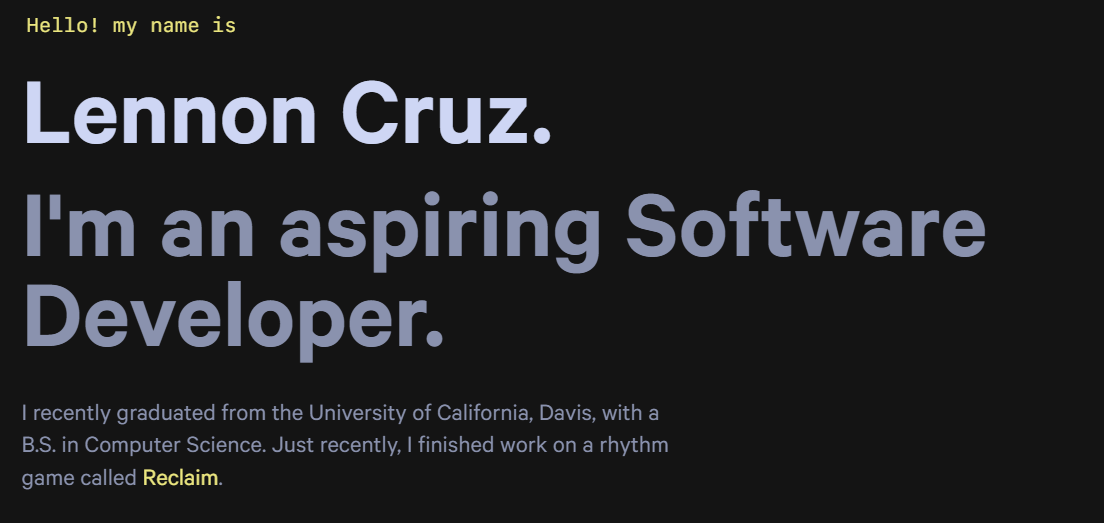 Hello! my name is
Lennon Cruz.
I'm an aspiring Software
Developer.
I recently graduated from the University of California, Davis, with a
B.S. in Computer Science. Just recently, I finished work on a rhythm
game called Reclaim.